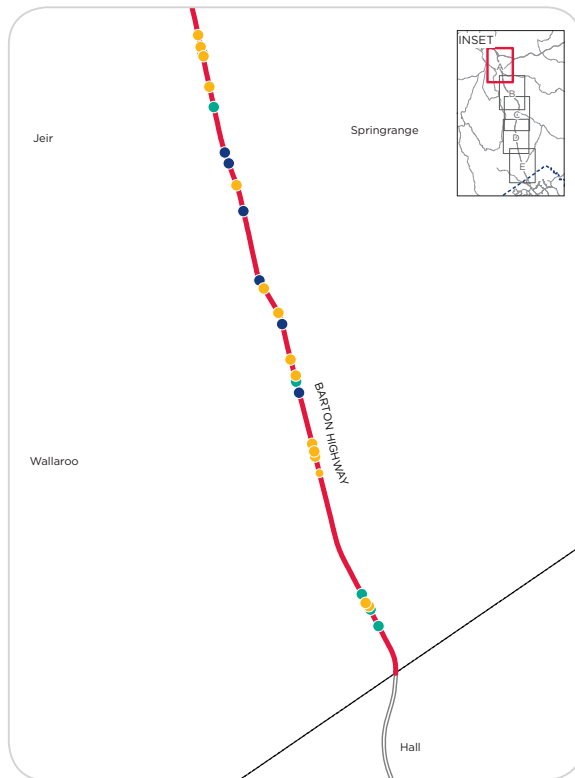 INSET
A
B
C
D
E
Jeir
Springrange
BARTON HIGHWAY
Wallaroo
Hall